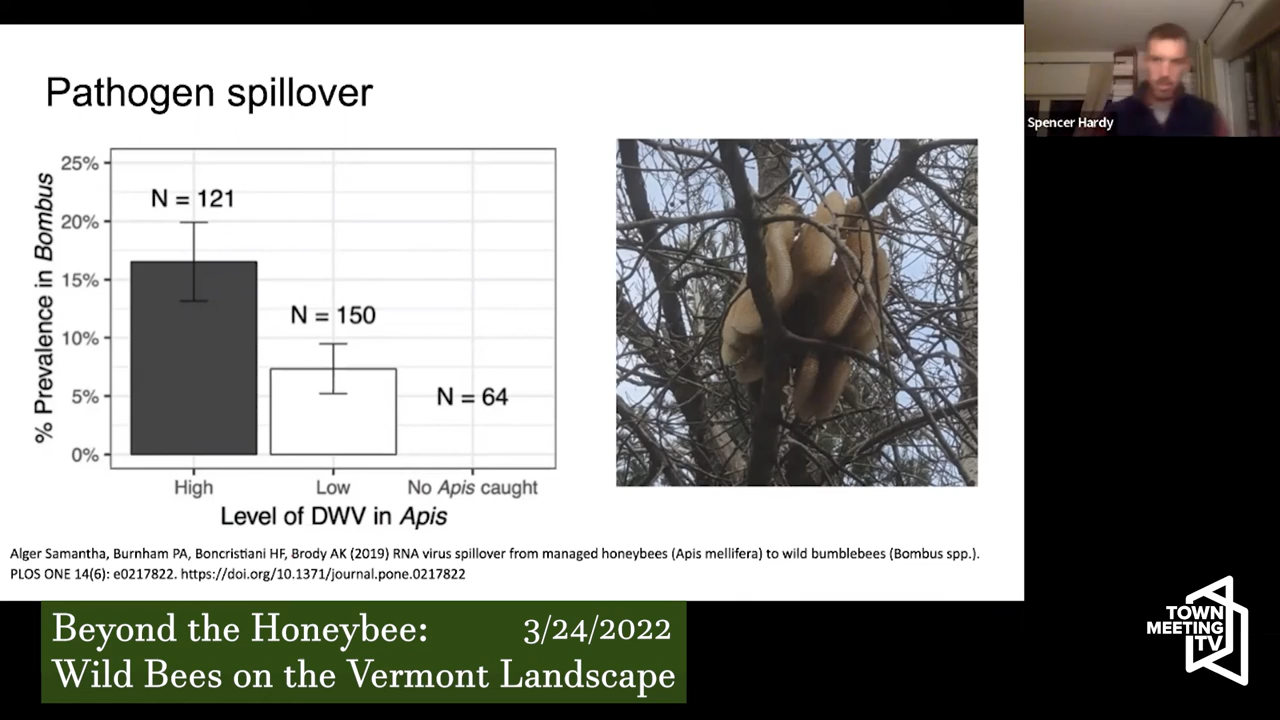 Pathogen spillover
% Prevalence in Bombus
25%
20%
15%
10%
5%
0%
N = 121
N = 150
N = 64
High
Low
No Apis caught
Level of DWV in Apis
Alger Samantha, Burnham PA, Boncristiani HF, Brody AK (2019) RNA virus spillover from managed honeybees (Apis mellifera) to wild bumblebees (Bombus spp.).
PLOS ONE 14(6): e0217822. https://doi.org/10.1371/journal.pone.0217822
Spencer Hardy
Beyond the Honeybee: 3/24/2022
Wild Bees on the Vermont Landscape
TOWN
MEETING
TV